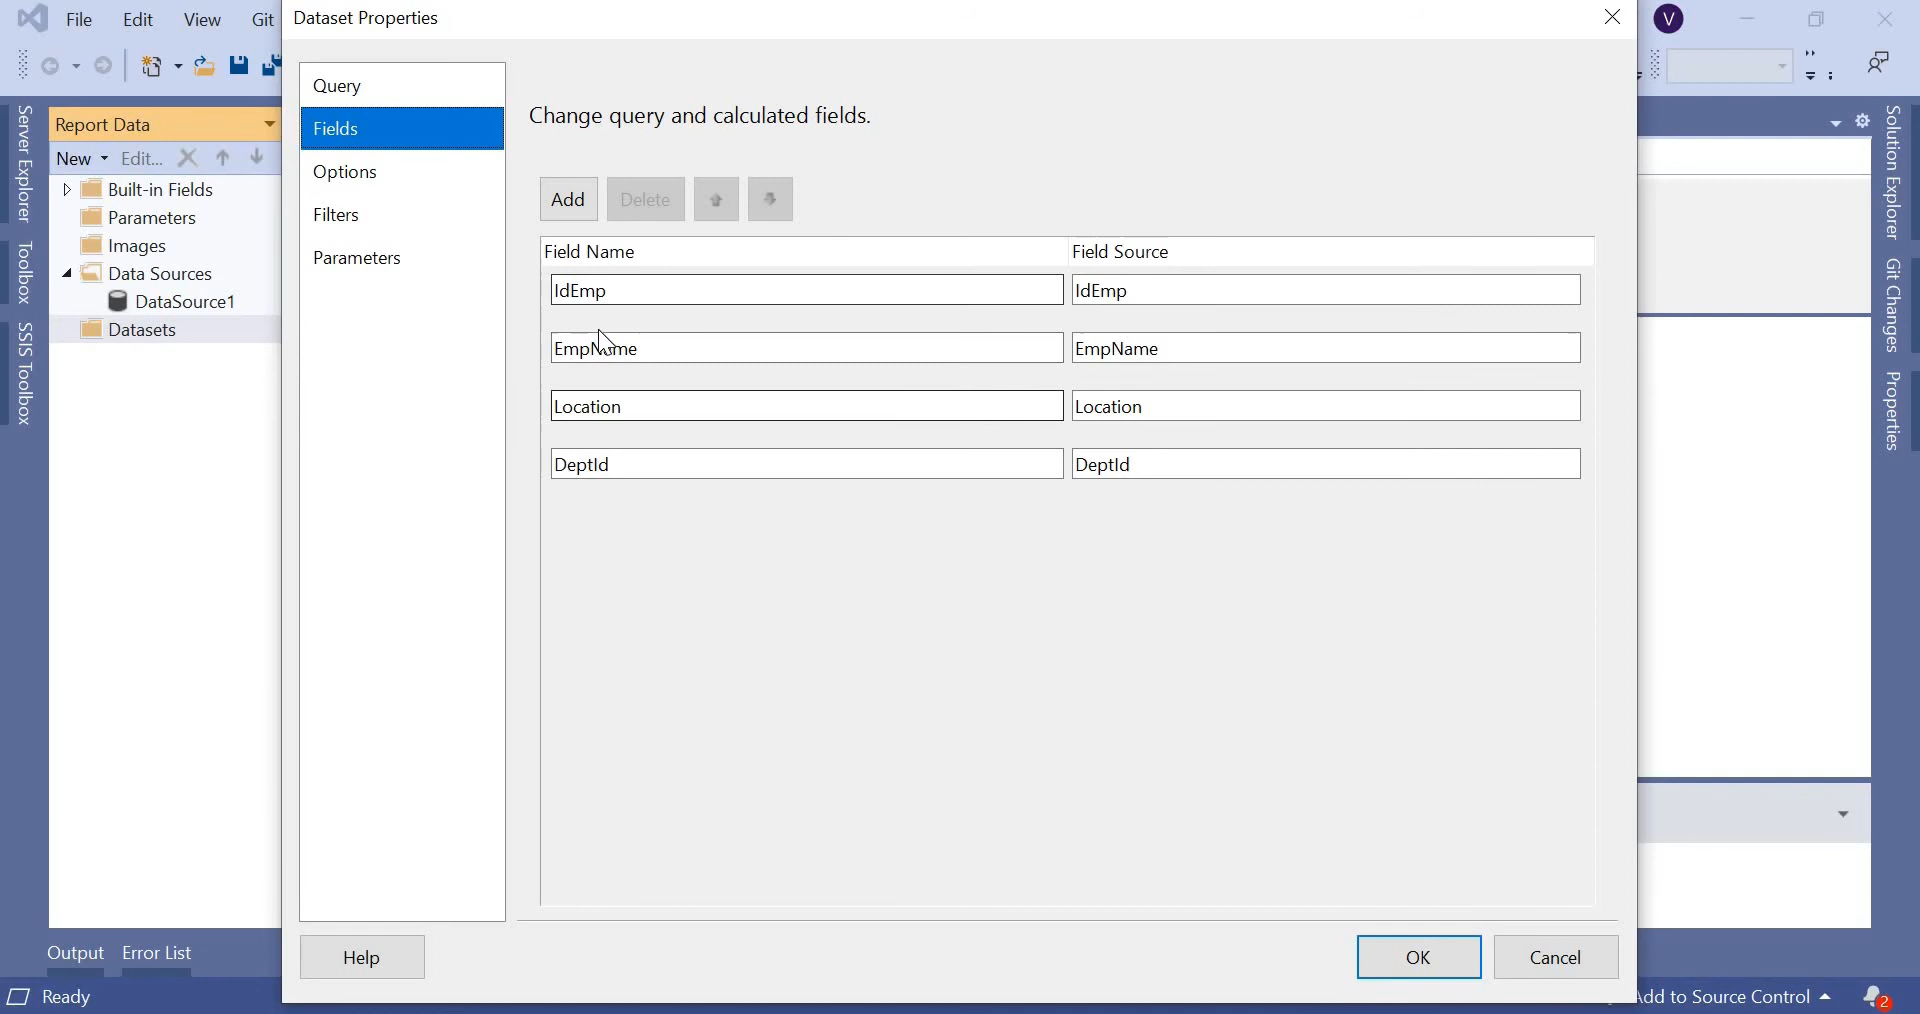 File Edit View Git
Dataset Properties
V
Server Explorer
Toolbox
SSIS Toolbox
Report Data
New Edit...
Built-in Fields
Parameters
Images
Data Sources
DataSource1
Datasets
Query
Fields
Options
Filters
Parameters
Change query and calculated fields.
Add Delete
Field Name Field Source
IdEmp IdEmp
EmpName EmpName
Location Location
DeptId DeptId
Help OK Cancel
Solution Explorer
Git Changes
Properties
Output Error List
Ready
Add to Source Control 2